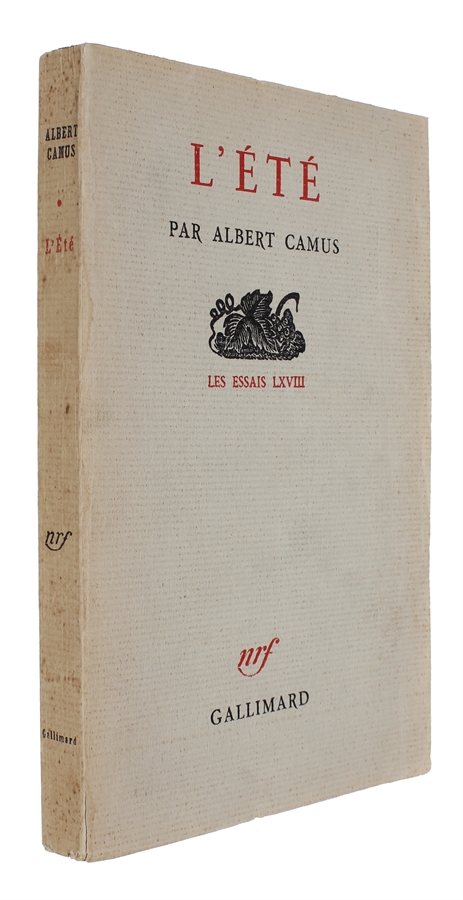 ALBERT
CAMUS
L'Été
nrf
Gallimard
L'ÉTÉ
PAR ALBERT CAMUS
LES ESSAIS LXVIII
nrf
GALLIMARD